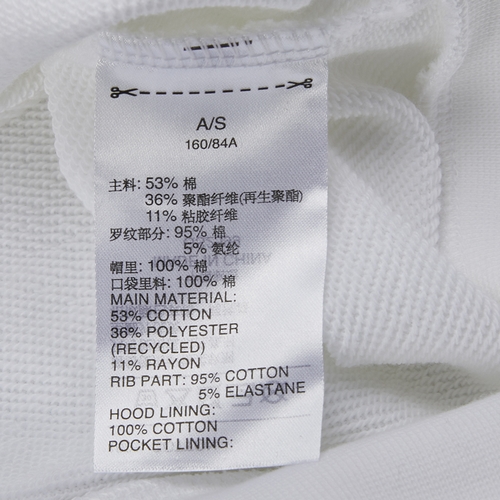 A/S
160/84A
主料: 53% 棉
36% 聚酯纤维(再生聚酯)
11% 粘胶纤维
罗纹部分: 95% 棉
5% 氨纶
帽里: 100% 棉
口袋里料: 100% 棉
MAIN MATERIAL:
53% COTTON
36% POLYESTER
(RECYCLED)
11% RAYON
RIB PART: 95% COTTON
5% ELASTANE
HOOD LINING:
100% COTTON
POCKET LINING: